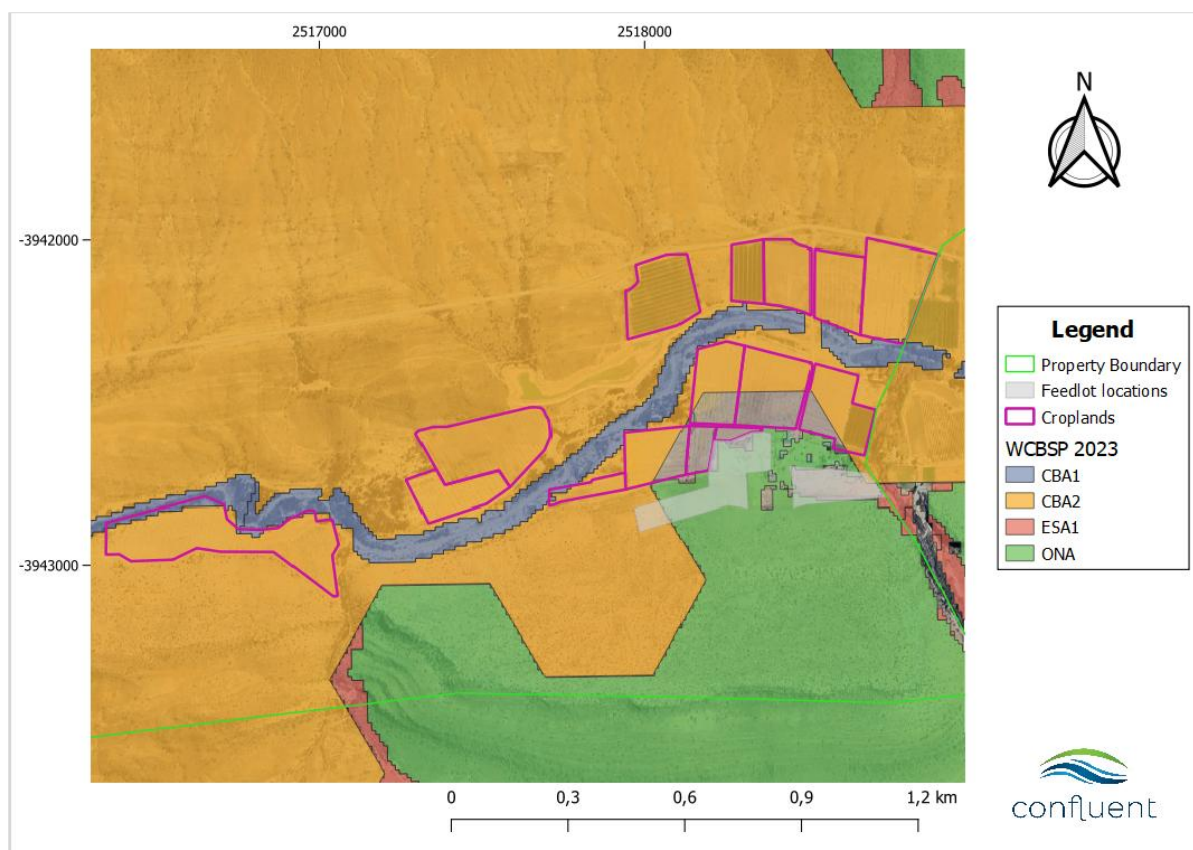 2517000
2518000
-3942000
-3943000
N
Legend
Property Boundary
Feedlot locations
Croplands
WCBSP 2023
CBA1
CBA2
ESA1
ONA
0 0,3 0,6 0,9 1,2 km
confluent